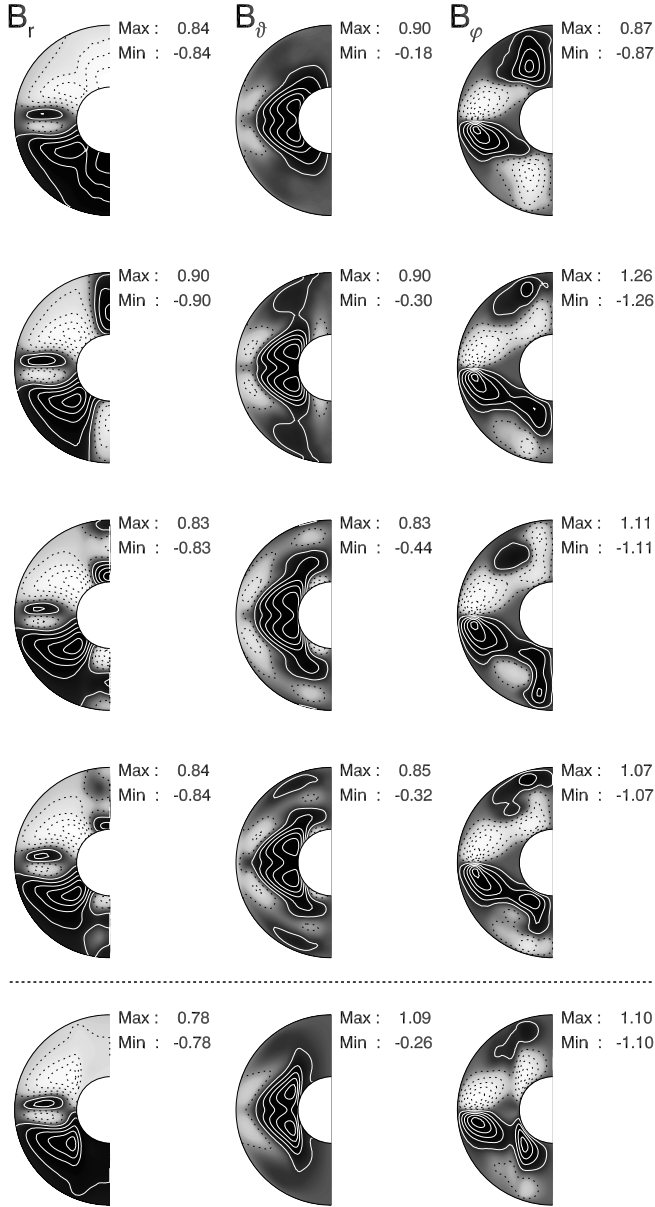 B_r Max : 0.84 B_ϑ Max : 0.90 B_φ Max : 0.87
Min : -0.84 Min : -0.18 Min : -0.87
Max : 0.90 Max : 0.90 Max : 1.26
Min : -0.90 Min : -0.30 Min : -1.26
Max : 0.83 Max : 0.83 Max : 1.11
Min : -0.83 Min : -0.44 Min : -1.11
Max : 0.84 Max : 0.85 Max : 1.07
Min : -0.84 Min : -0.32 Min : -1.07
Max : 0.78 Max : 1.09 Max : 1.10
Min : -0.78 Min : -0.26 Min : -1.10